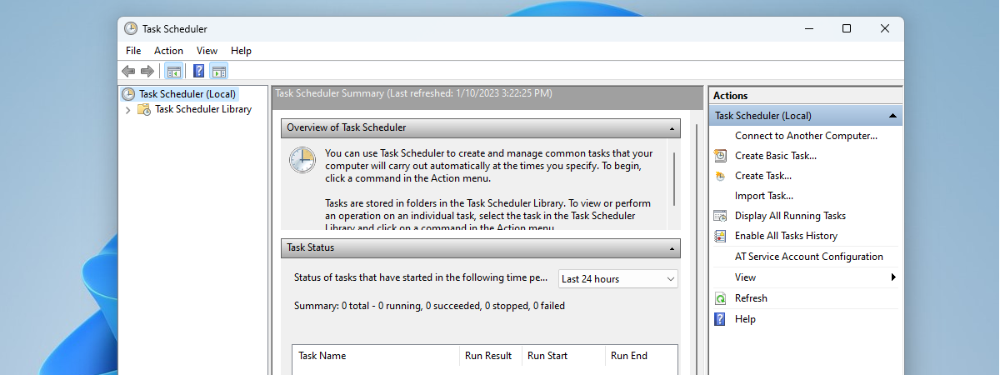 Task Scheduler
File Action View Help
Task Scheduler (Local)
Task Scheduler Library
Task Scheduler Summary (Last refreshed: 1/10/2023 3:22:25 PM)
Overview of Task Scheduler
You can use Task Scheduler to create and manage common tasks that your
computer will carry out automatically at the times you specify. To begin,
click a command in the Action menu.
Tasks are stored in folders in the Task Scheduler Library. To view or perform
an operation on an individual task, select the task in the Task Scheduler
Library and click on a command in the Action menu
Task Status
Status of tasks that have started in the following time pe... Last 24 hours
Summary: 0 total - 0 running, 0 succeeded, 0 stopped, 0 failed
Task Name Run Result Run Start Run End
Actions
Task Scheduler (Local)
Connect to Another Computer...
Create Basic Task...
Create Task...
Import Task...
Display All Running Tasks
Enable All Tasks History
AT Service Account Configuration
View
Refresh
Help